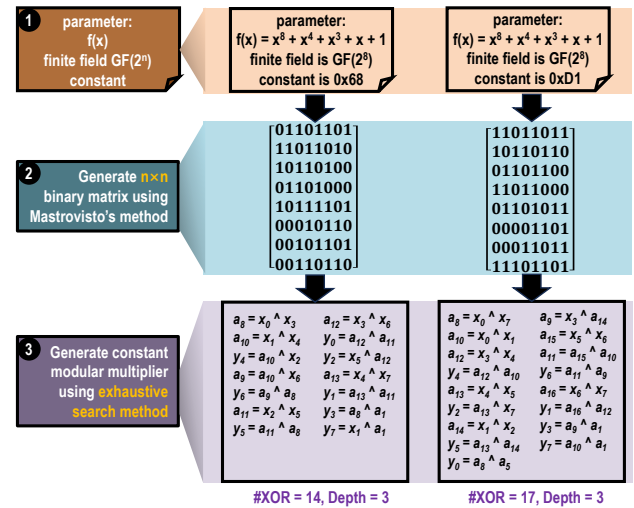 1
parameter:
f(x)
finite field GF(2ⁿ)
constant
parameter:
f(x) = x⁸ + x⁴ + x³ + x + 1
finite field is GF(2⁸)
constant is 0x68
parameter:
f(x) = x⁸ + x⁴ + x³ + x + 1
finite field is GF(2⁸)
constant is 0xD1
2
Generate n×n
binary matrix using
Mastrovisto's method
01101101
11011010
10110100
01101000
10111101
00010110
00101101
00110110
11011011
10110110
01101100
11011000
01101011
00001101
00011011
11101101
3
Generate constant
modular multiplier
using exhaustive
search method
a₈ = x₀ ^ x₃
a₁₀ = x₁ ^ x₄
y₄ = a₁₀ ^ x₂
a₉ = a₁₀ ^ x₆
y₆ = a₉ ^ a₈
a₁₁ = x₂ ^ x₅
y₅ = a₁₁ ^ a₈
a₁₂ = x₃ ^ x₆
y₀ = a₁₂ ^ a₁₁
y₂ = x₅ ^ a₁₂
a₁₃ = x₄ ^ x₇
y₁ = a₁₃ ^ a₁₁
y₃ = a₈ ^ a₁
y₇ = x₁ ^ a₁
a₈ = x₀ ^ x₇
a₁₀ = x₀ ^ x₁
a₁₂ = x₃ ^ x₄
y₄ = a₁₂ ^ a₁₀
a₁₃ = x₄ ^ x₅
y₂ = a₁₃ ^ x₇
a₁₄ = x₁ ^ x₂
y₅ = a₁₃ ^ a₁₄
y₀ = a₈ ^ a₅
a₉ = x₃ ^ a₁₄
a₁₅ = x₅ ^ x₆
a₁₁ = a₁₅ ^ a₁₀
y₆ = a₁₁ ^ a₉
a₁₆ = x₆ ^ x₇
y₁ = a₁₆ ^ a₁₂
y₃ = a₉ ^ a₁
y₇ = a₁₀ ^ a₁
#XOR = 14, Depth = 3
#XOR = 17, Depth = 3